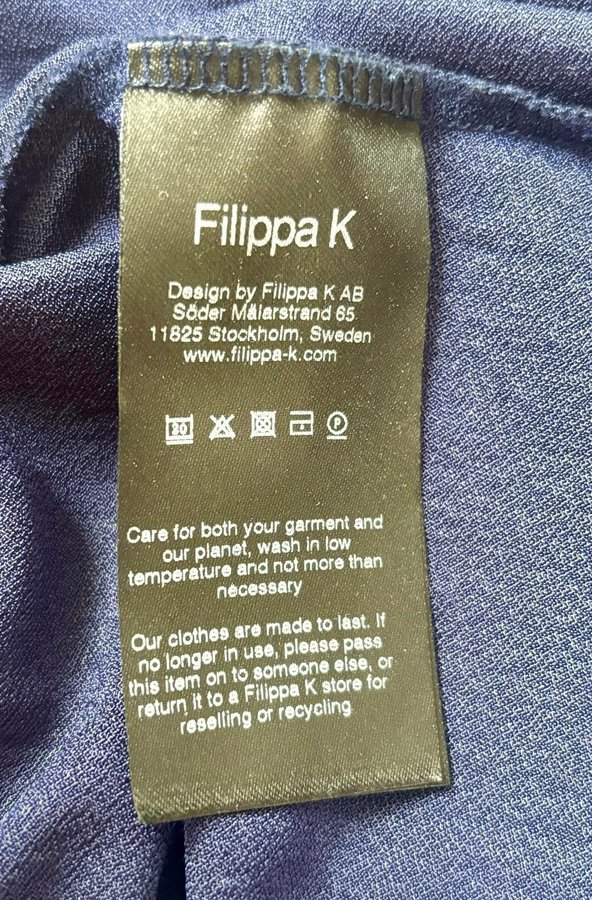 Filippa K
Design by Filippa K AB
Söder Mälarstrand 65
11825 Stockholm, Sweden
www.filippa-k.com
30 P
Care for both your garment and
our planet, wash in low
temperature and not more than
necessary
Our clothes are made to last. If
no longer in use, please pass
this item on to someone else, or
return it to a Filippa K store for
reselling or recycling